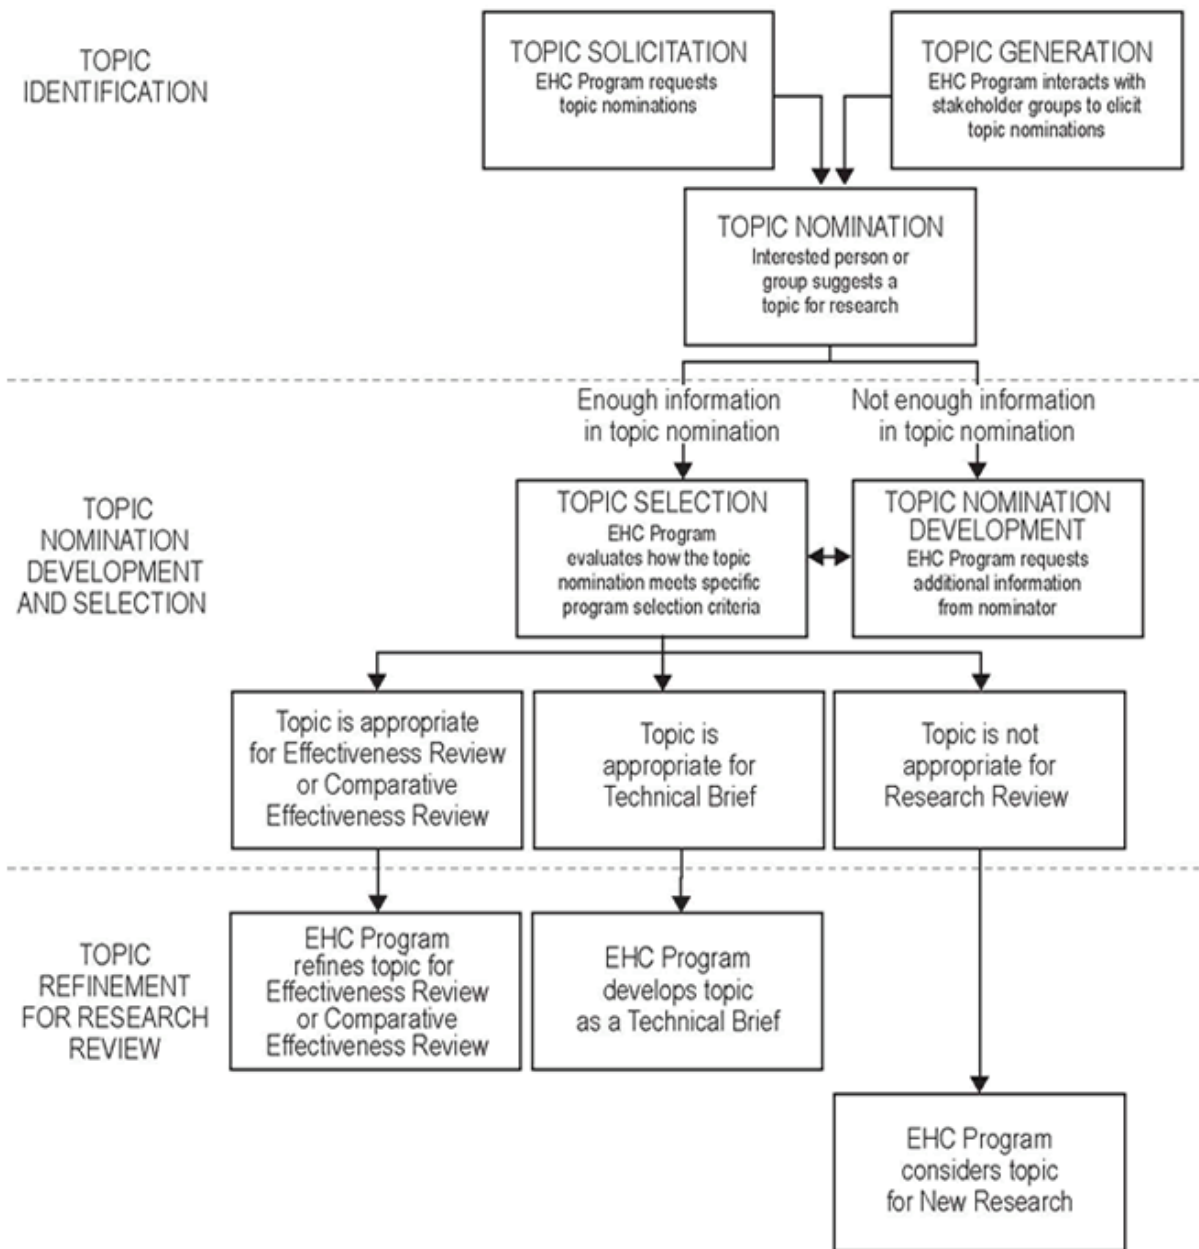 TOPIC
IDENTIFICATION
TOPIC SOLICITATION
EHC Program requests
topic nominations
TOPIC GENERATION
EHC Program interacts with
stakeholder groups to elicit
topic nominations
TOPIC NOMINATION
Interested person or
group suggests a
topic for research
Enough information
in topic nomination
Not enough information
in topic nomination
TOPIC
NOMINATION
DEVELOPMENT
AND SELECTION
TOPIC SELECTION
EHC Program
evaluates how the topic
nomination meets specific
program selection criteria
TOPIC NOMINATION
DEVELOPMENT
EHC Program requests
additional information
from nominator
Topic is appropriate
for Effectiveness Review
or Comparative
Effectiveness Review
Topic is
appropriate for
Technical Brief
Topic is not
appropriate for
Research Review
TOPIC
REFINEMENT
FOR RESEARCH
REVIEW
EHC Program
refines topic for
Effectiveness Review
or Comparative
Effectiveness Review
EHC Program
develops topic
as a Technical Brief
EHC Program
considers topic
for New Research